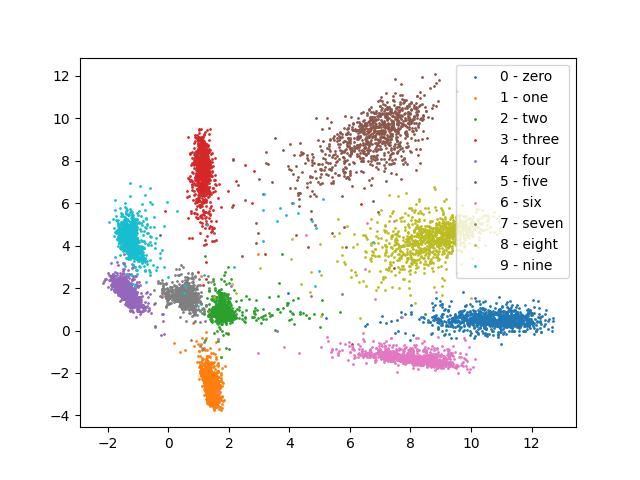 12
10
8
6
4
2
0
−2
−4
−2 0 2 4 6 8 10 12
0 - zero
1 - one
2 - two
3 - three
4 - four
5 - five
6 - six
7 - seven
8 - eight
9 - nine